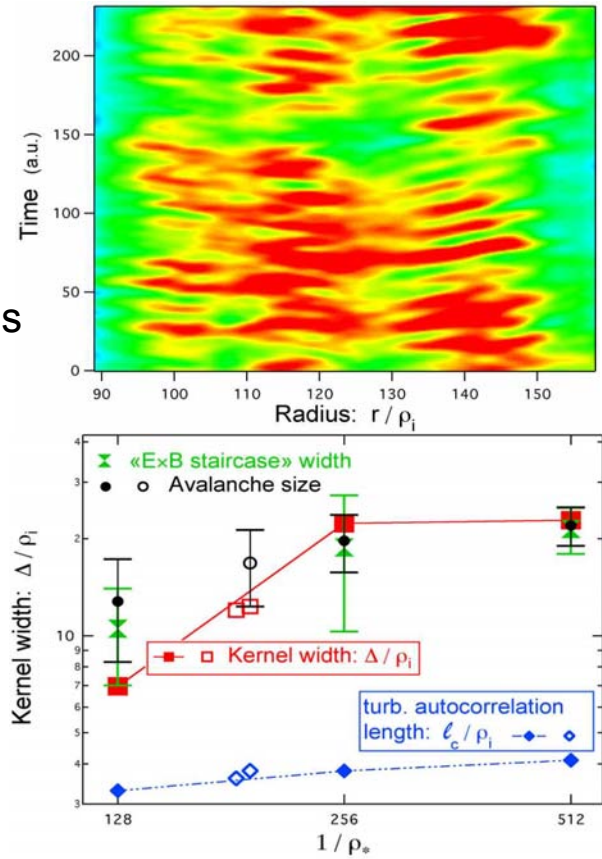 200
150
100
50
0
Time (a.u.)
s
90 100 110 120 130 140 150
Radius: r / ρi
4
3
2
10
9
8
7
6
5
4
3
Kernel width: Δ / ρi
«E×B staircase» width
Avalanche size
Kernel width: Δ / ρi
turb. autocorrelation
length: ℓc / ρi
128 256 512
1 / ρ*